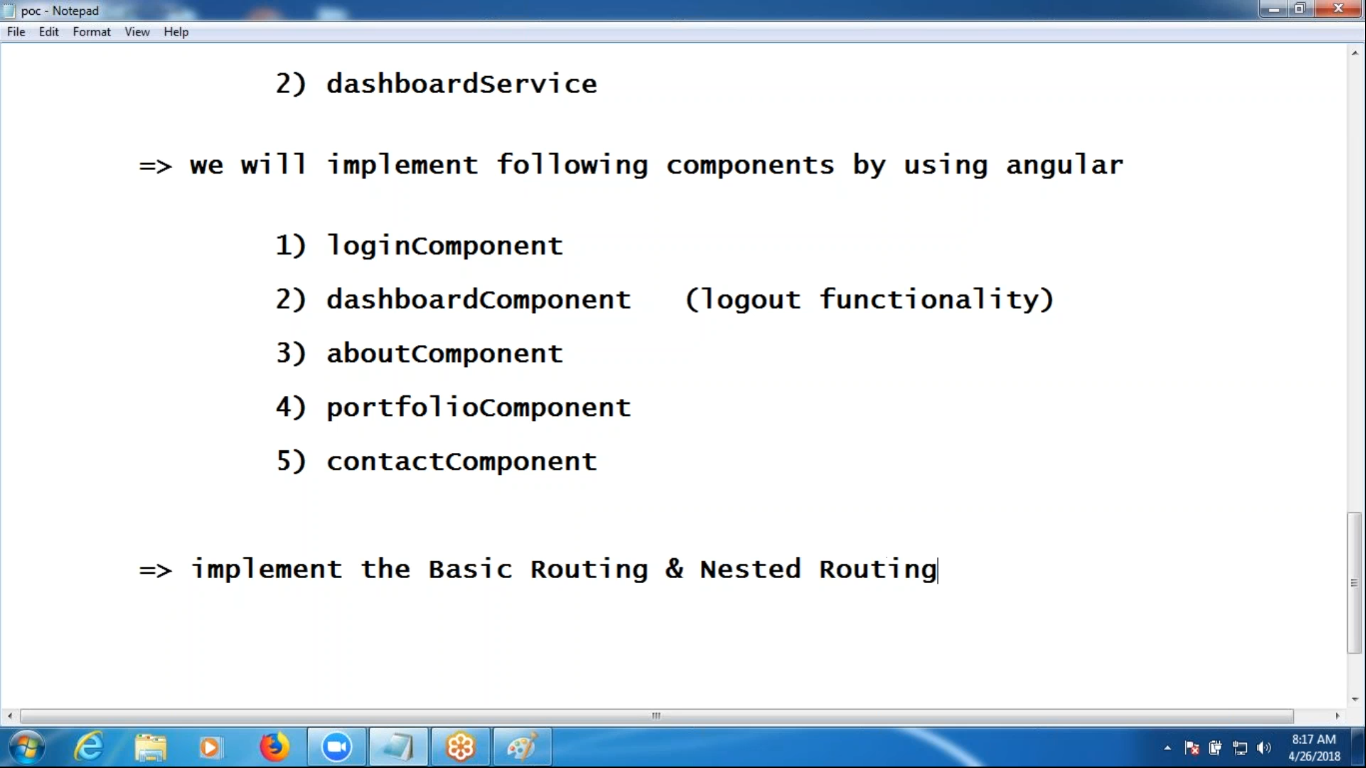 poc - Notepad
File Edit Format View Help
2) dashboardService
=> we will implement following components by using angular
1) loginComponent
2) dashboardComponent (logout functionality)
3) aboutComponent
4) portfolioComponent
5) contactComponent
=> implement the Basic Routing & Nested Routing
8:17 AM
4/26/2018